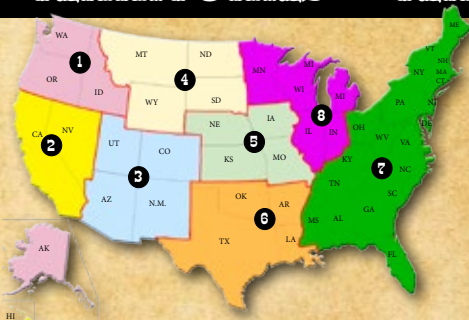 WA
OR
ID
1
MT
ND
WY
SD
4
CA
NV
2
UT
CO
AZ
N.M.
3
NE
IA
KS
MO
5
OK
AR
TX
LA
6
MN
WI
MI
MI
IL
IN
8
ME
VT
NH
NY
MA
CT
PA
NJ
OH
DE
WV
VA
KY
7
NC
TN
SC
MS
AL
GA
FL
AK
HI